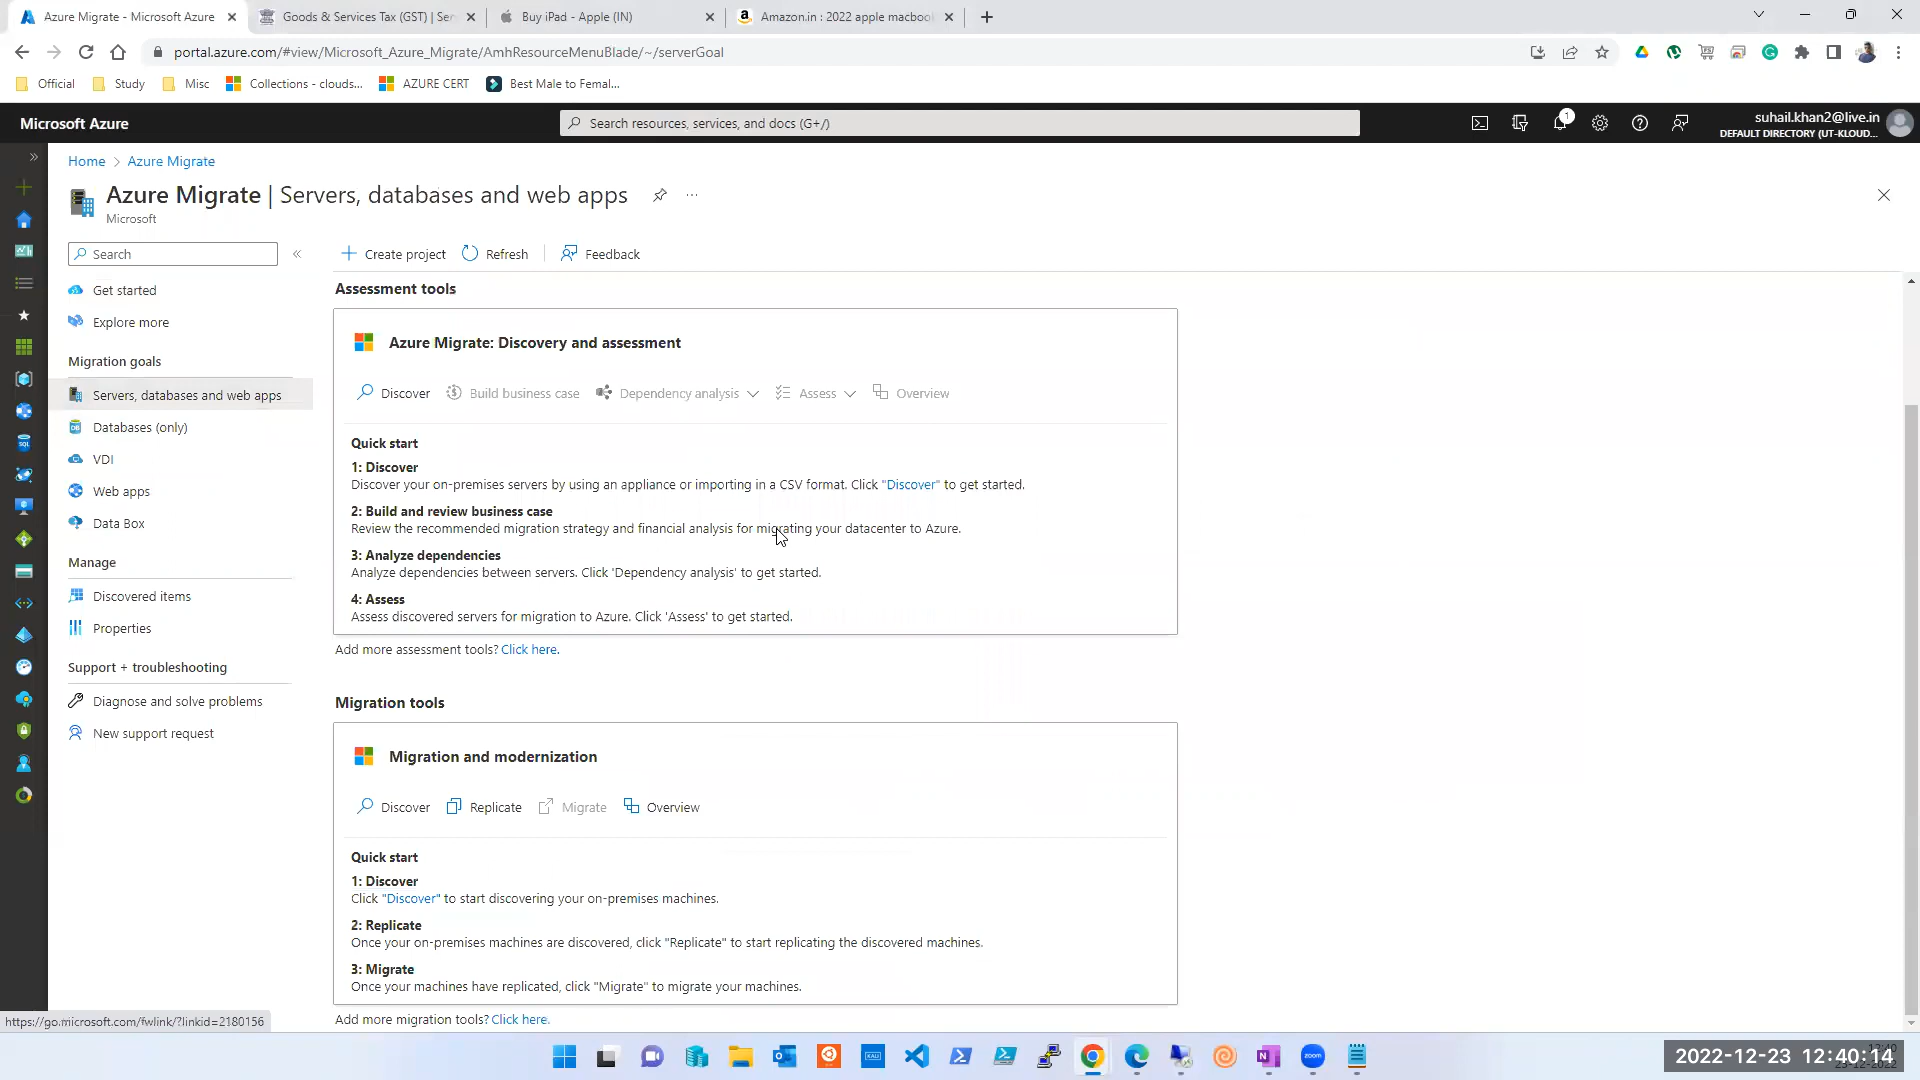 Azure Migrate - Microsoft Azure
Goods & Services Tax (GST) | Ser
Buy iPad - Apple (IN)
Amazon.in : 2022 apple macbook
portal.azure.com/#view/Microsoft_Azure_Migrate/AmhResourceMenuBlade/~/serverGoal
Official
Study
Misc
Collections - clouds...
AZURE CERT
Best Male to Femal...
Microsoft Azure
Search resources, services, and docs (G+/)
1
suhail.khan2@live.in
DEFAULT DIRECTORY (UT-KLOUD...
Home > Azure Migrate
Azure Migrate | Servers, databases and web apps
Microsoft
Search
Create project
Refresh
Feedback
Get started
Explore more
Migration goals
Servers, databases and web apps
Databases (only)
VDI
Web apps
Data Box
Manage
Discovered items
Properties
Support + troubleshooting
Diagnose and solve problems
New support request
Assessment tools
Azure Migrate: Discovery and assessment
Discover
Build business case
Dependency analysis
Assess
Overview
Quick start
1: Discover
Discover your on-premises servers by using an appliance or importing in a CSV format. Click "Discover" to get started.
2: Build and review business case
Review the recommended migration strategy and financial analysis for migrating your datacenter to Azure.
3: Analyze dependencies
Analyze dependencies between servers. Click 'Dependency analysis' to get started.
4: Assess
Assess discovered servers for migration to Azure. Click 'Assess' to get started.
Add more assessment tools? Click here.
Migration tools
Migration and modernization
Discover
Replicate
Migrate
Overview
Quick start
1: Discover
Click "Discover" to start discovering your on-premises machines.
2: Replicate
Once your on-premises machines are discovered, click "Replicate" to start replicating the discovered machines.
3: Migrate
Once your machines have replicated, click "Migrate" to migrate your machines.
Add more migration tools? Click here.
https://go.microsoft.com/fwlink/?linkid=2180156
2022-12-23 12:40:14